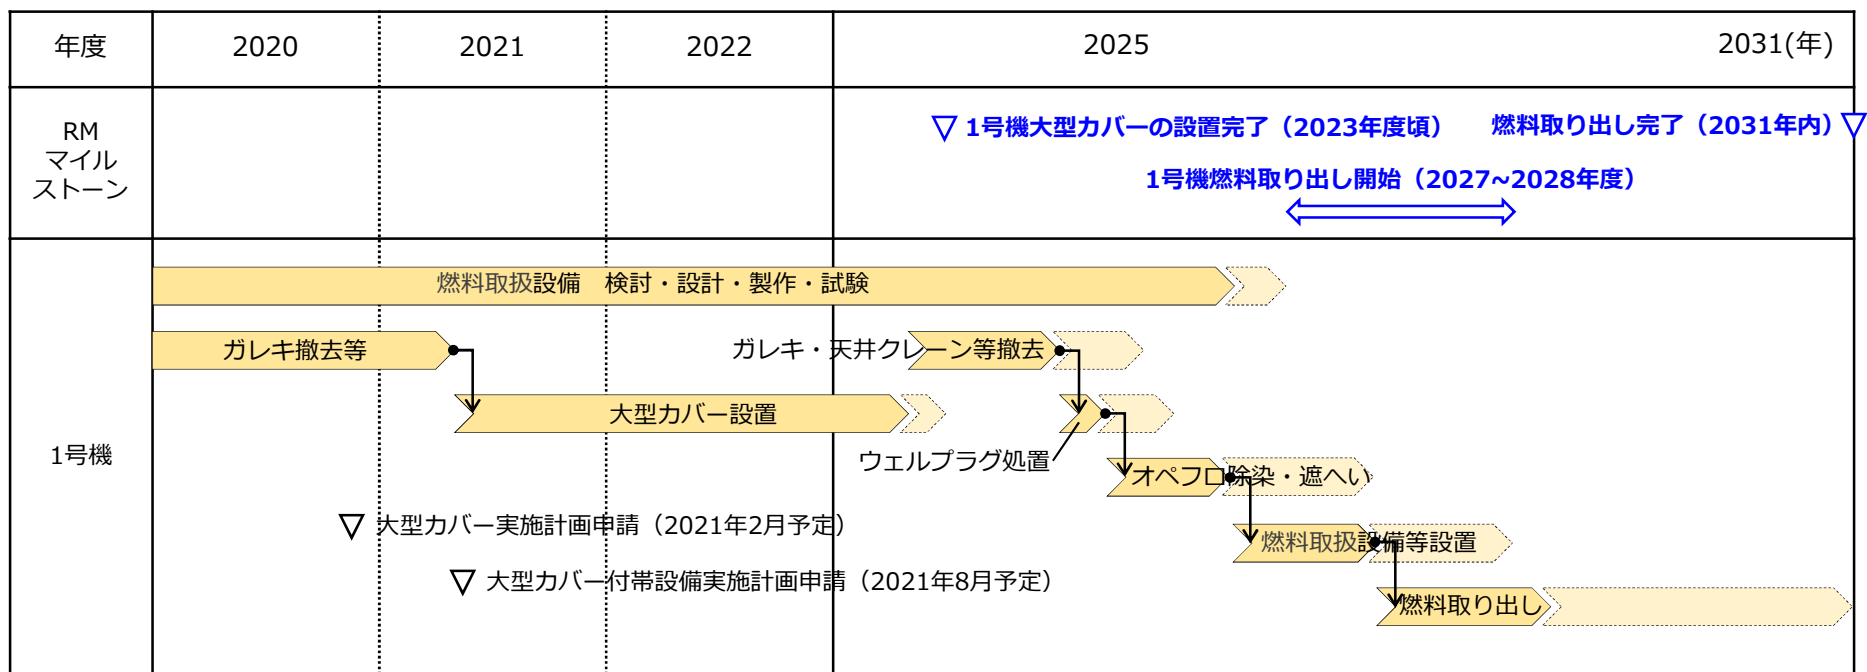 年度
2020
2021
2022
2025
2031(年)
RM
マイル
ストーン
▽ 1号機大型カバーの設置完了（2023年度頃）
燃料取り出し完了（2031年内）▽
1号機燃料取り出し開始（2027~2028年度）
1号機
燃料取扱設備　検討・設計・製作・試験
ガレキ撤去等
ガレキ・天井クレーン等撤去
大型カバー設置
ウェルプラグ処置
オペフロ除染・遮へい
▽ 大型カバー実施計画申請（2021年2月予定）
燃料取扱設備等設置
▽ 大型カバー付帯設備実施計画申請（2021年8月予定）
燃料取り出し